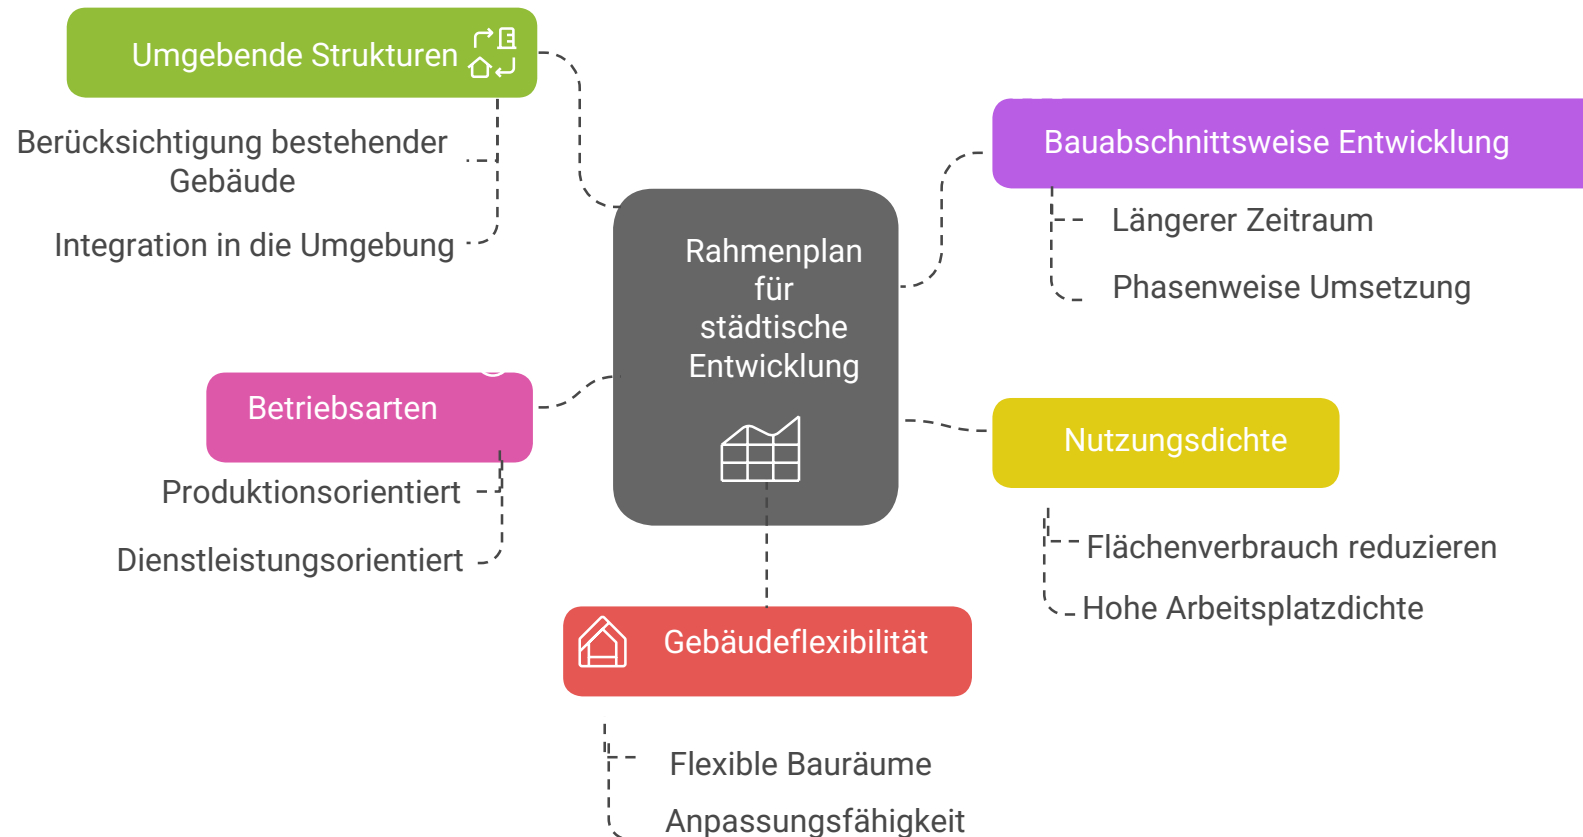 Umgebende Strukturen
Berücksichtigung bestehender
Gebäude
Integration in die Umgebung
Betriebsarten
Produktionsorientiert
Dienstleistungsorientiert
Rahmenplan
für
städtische
Entwicklung
Bauabschnittsweise Entwicklung
Längerer Zeitraum
Phasenweise Umsetzung
Nutzungsdichte
Flächenverbrauch reduzieren
Hohe Arbeitsplatzdichte
Gebäudeflexibilität
Flexible Bauräume
Anpassungsfähigkeit